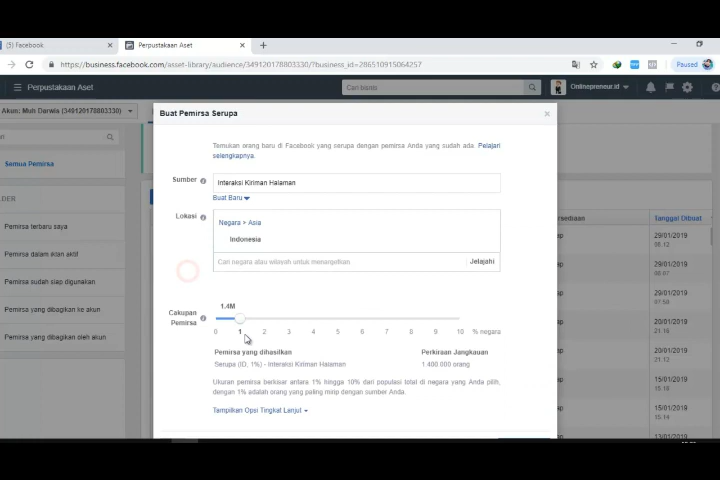 (5) Facebook
Perpustakaan Aset
https://business.facebook.com/asset-library/audience/349120178803330/?business_id=286510915064257
Paused
Perpustakaan Aset
Cari bisnis
Onlinepreneur.id
Akun: Muh Darwis (349120178803330)
Semua Pemirsa
Pemirsa terbaru saya
Pemirsa dalam iklan aktif
Pemirsa sudah siap digunakan
Pemirsa yang dibagikan ke akun
Pemirsa yang dibagikan oleh akun
Buat Pemirsa Serupa
Temukan orang baru di Facebook yang serupa dengan pemirsa Anda yang sudah ada. Pelajari
selengkapnya.
Sumber
Interaksi Kiriman Halaman
Buat Baru
Lokasi
Negara > Asia
Indonesia
Cari negara atau wilayah untuk menargetkan
Jelajahi
Cakupan
Pemirsa
1.4M
0 1 2 3 4 5 6 7 8 9 10 % negara
Pemirsa yang dihasilkan
Perkiraan Jangkauan
Serupa (ID, 1%) - Interaksi Kiriman Halaman
1.400.000 orang
Ukuran pemirsa berkisar antara 1% hingga 10% dari populasi total di negara yang Anda pilih,
dengan 1% adalah orang yang paling mirip dengan sumber Anda.
Tampilkan Opsi Tingkat Lanjut
Tanggal Dibuat
29/01/2019
29/01/2019
29/01/2019
20/01/2019
20/01/2019
15/01/2019
15/01/2019
13/01/2019